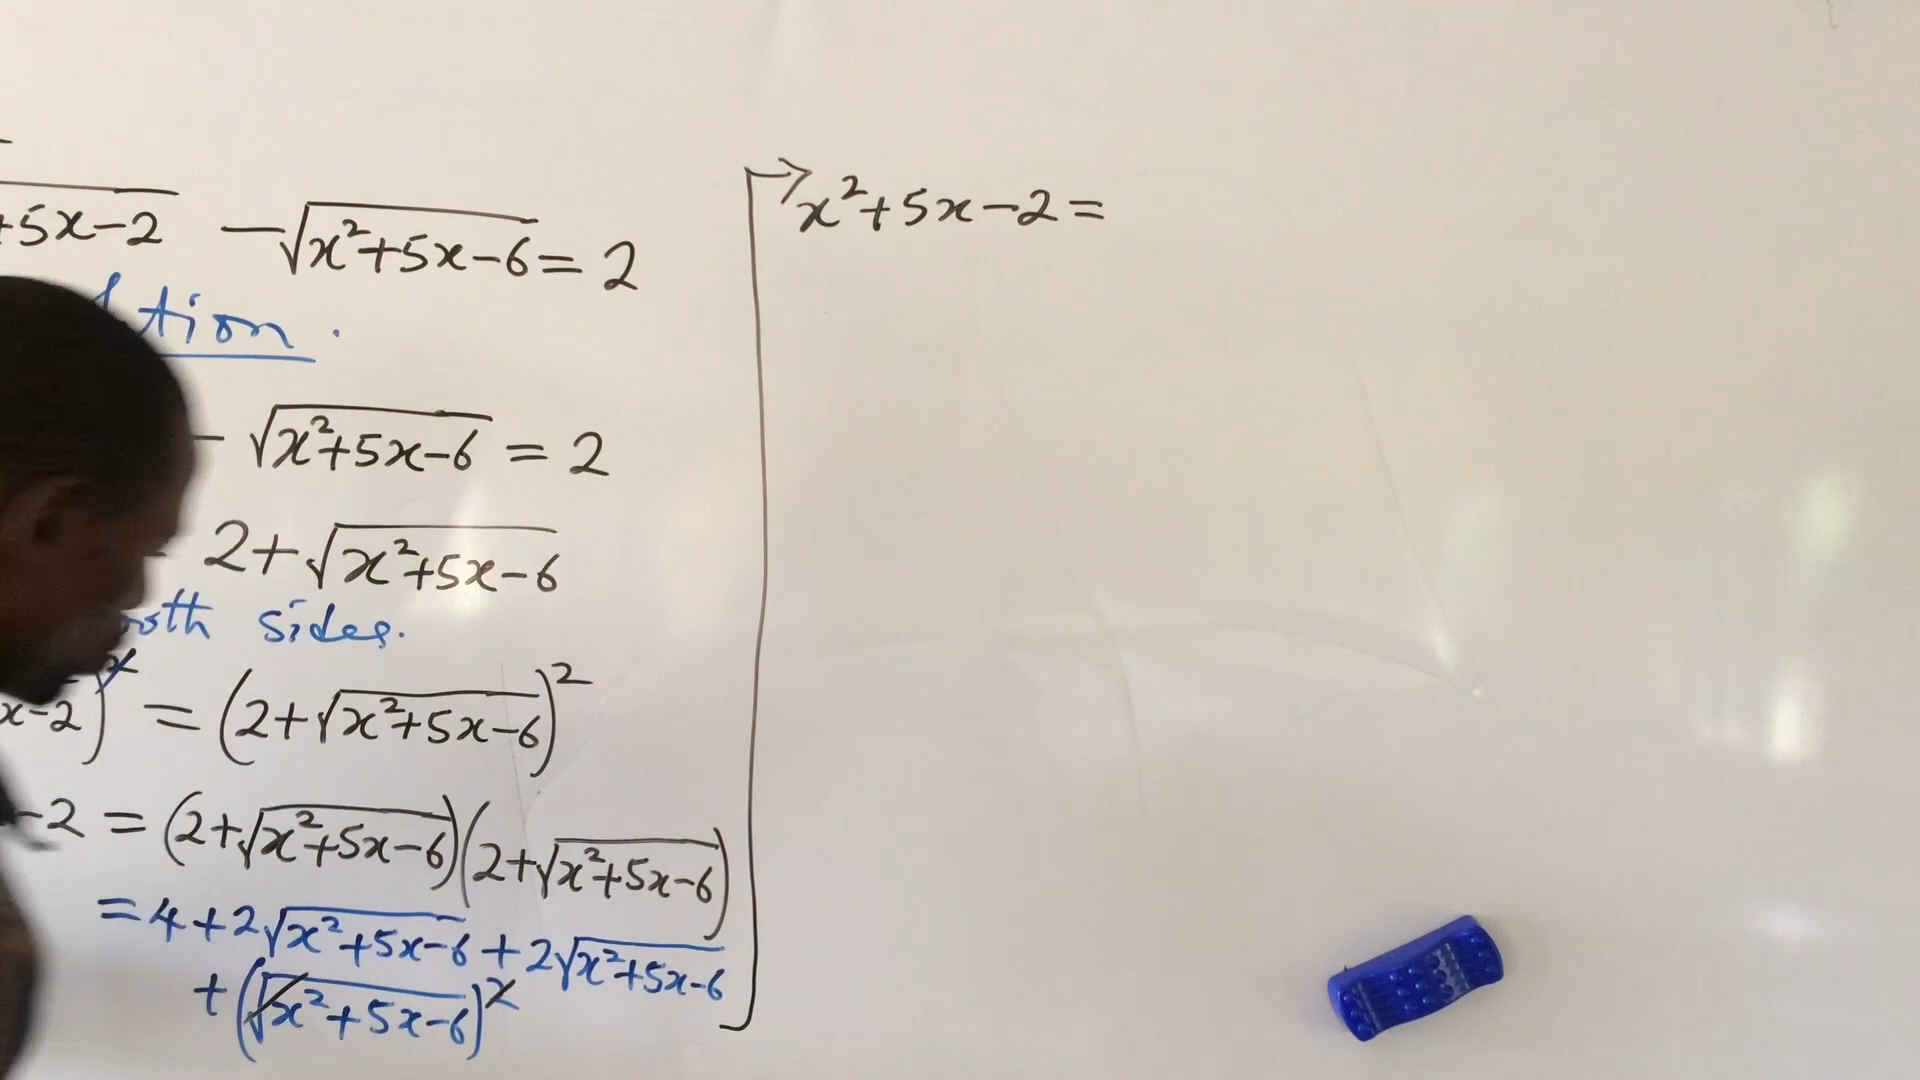 +5x-2 - √(x²+5x-6) = 2
tion.
- √(x²+5x-6) = 2
2+√(x²+5x-6)
oth sides.
x-2)² = (2+√(x²+5x-6))²
-2 = (2+√(x²+5x-6))(2+√(x²+5x-6))
= 4+2√(x²+5x-6) + 2√(x²+5x-6)
+ (√(x²+5x-6))²
→ x²+5x-2 =